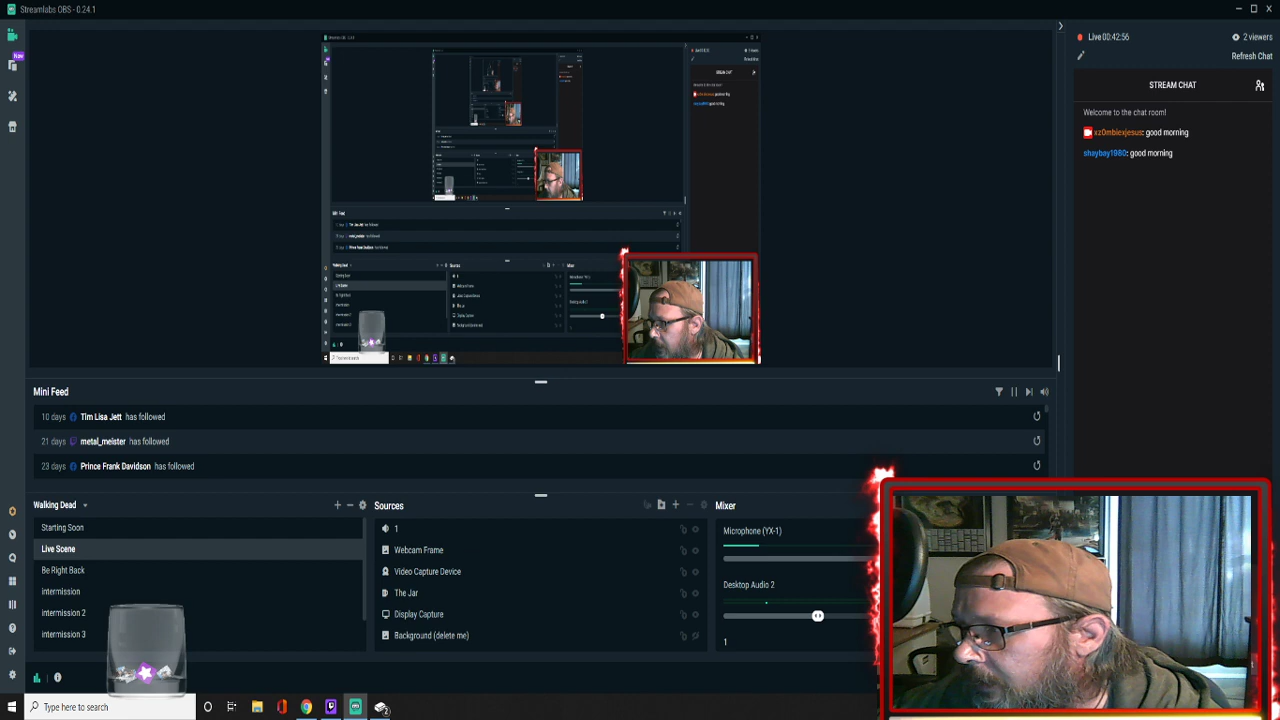 Streamlabs OBS - 0.24.1
Live 00:42:56
2 viewers
Refresh Chat
New
STREAM CHAT
Welcome to the chat room!
xz0mbiexjesus: good morning
shaybay1980: good morning
Mini Feed
10 days Tim Lisa Jett has followed
21 days metal_meister has followed
23 days Prince Frank Davidson has followed
Walking Dead
Starting Soon
Live Scene
Be Right Back
intermission
intermission 2
intermission 3
Sources
1
Webcam Frame
Video Capture Device
The Jar
Display Capture
Background (delete me)
Mixer
Microphone (YX-1)
Desktop Audio 2
1
Type here to search